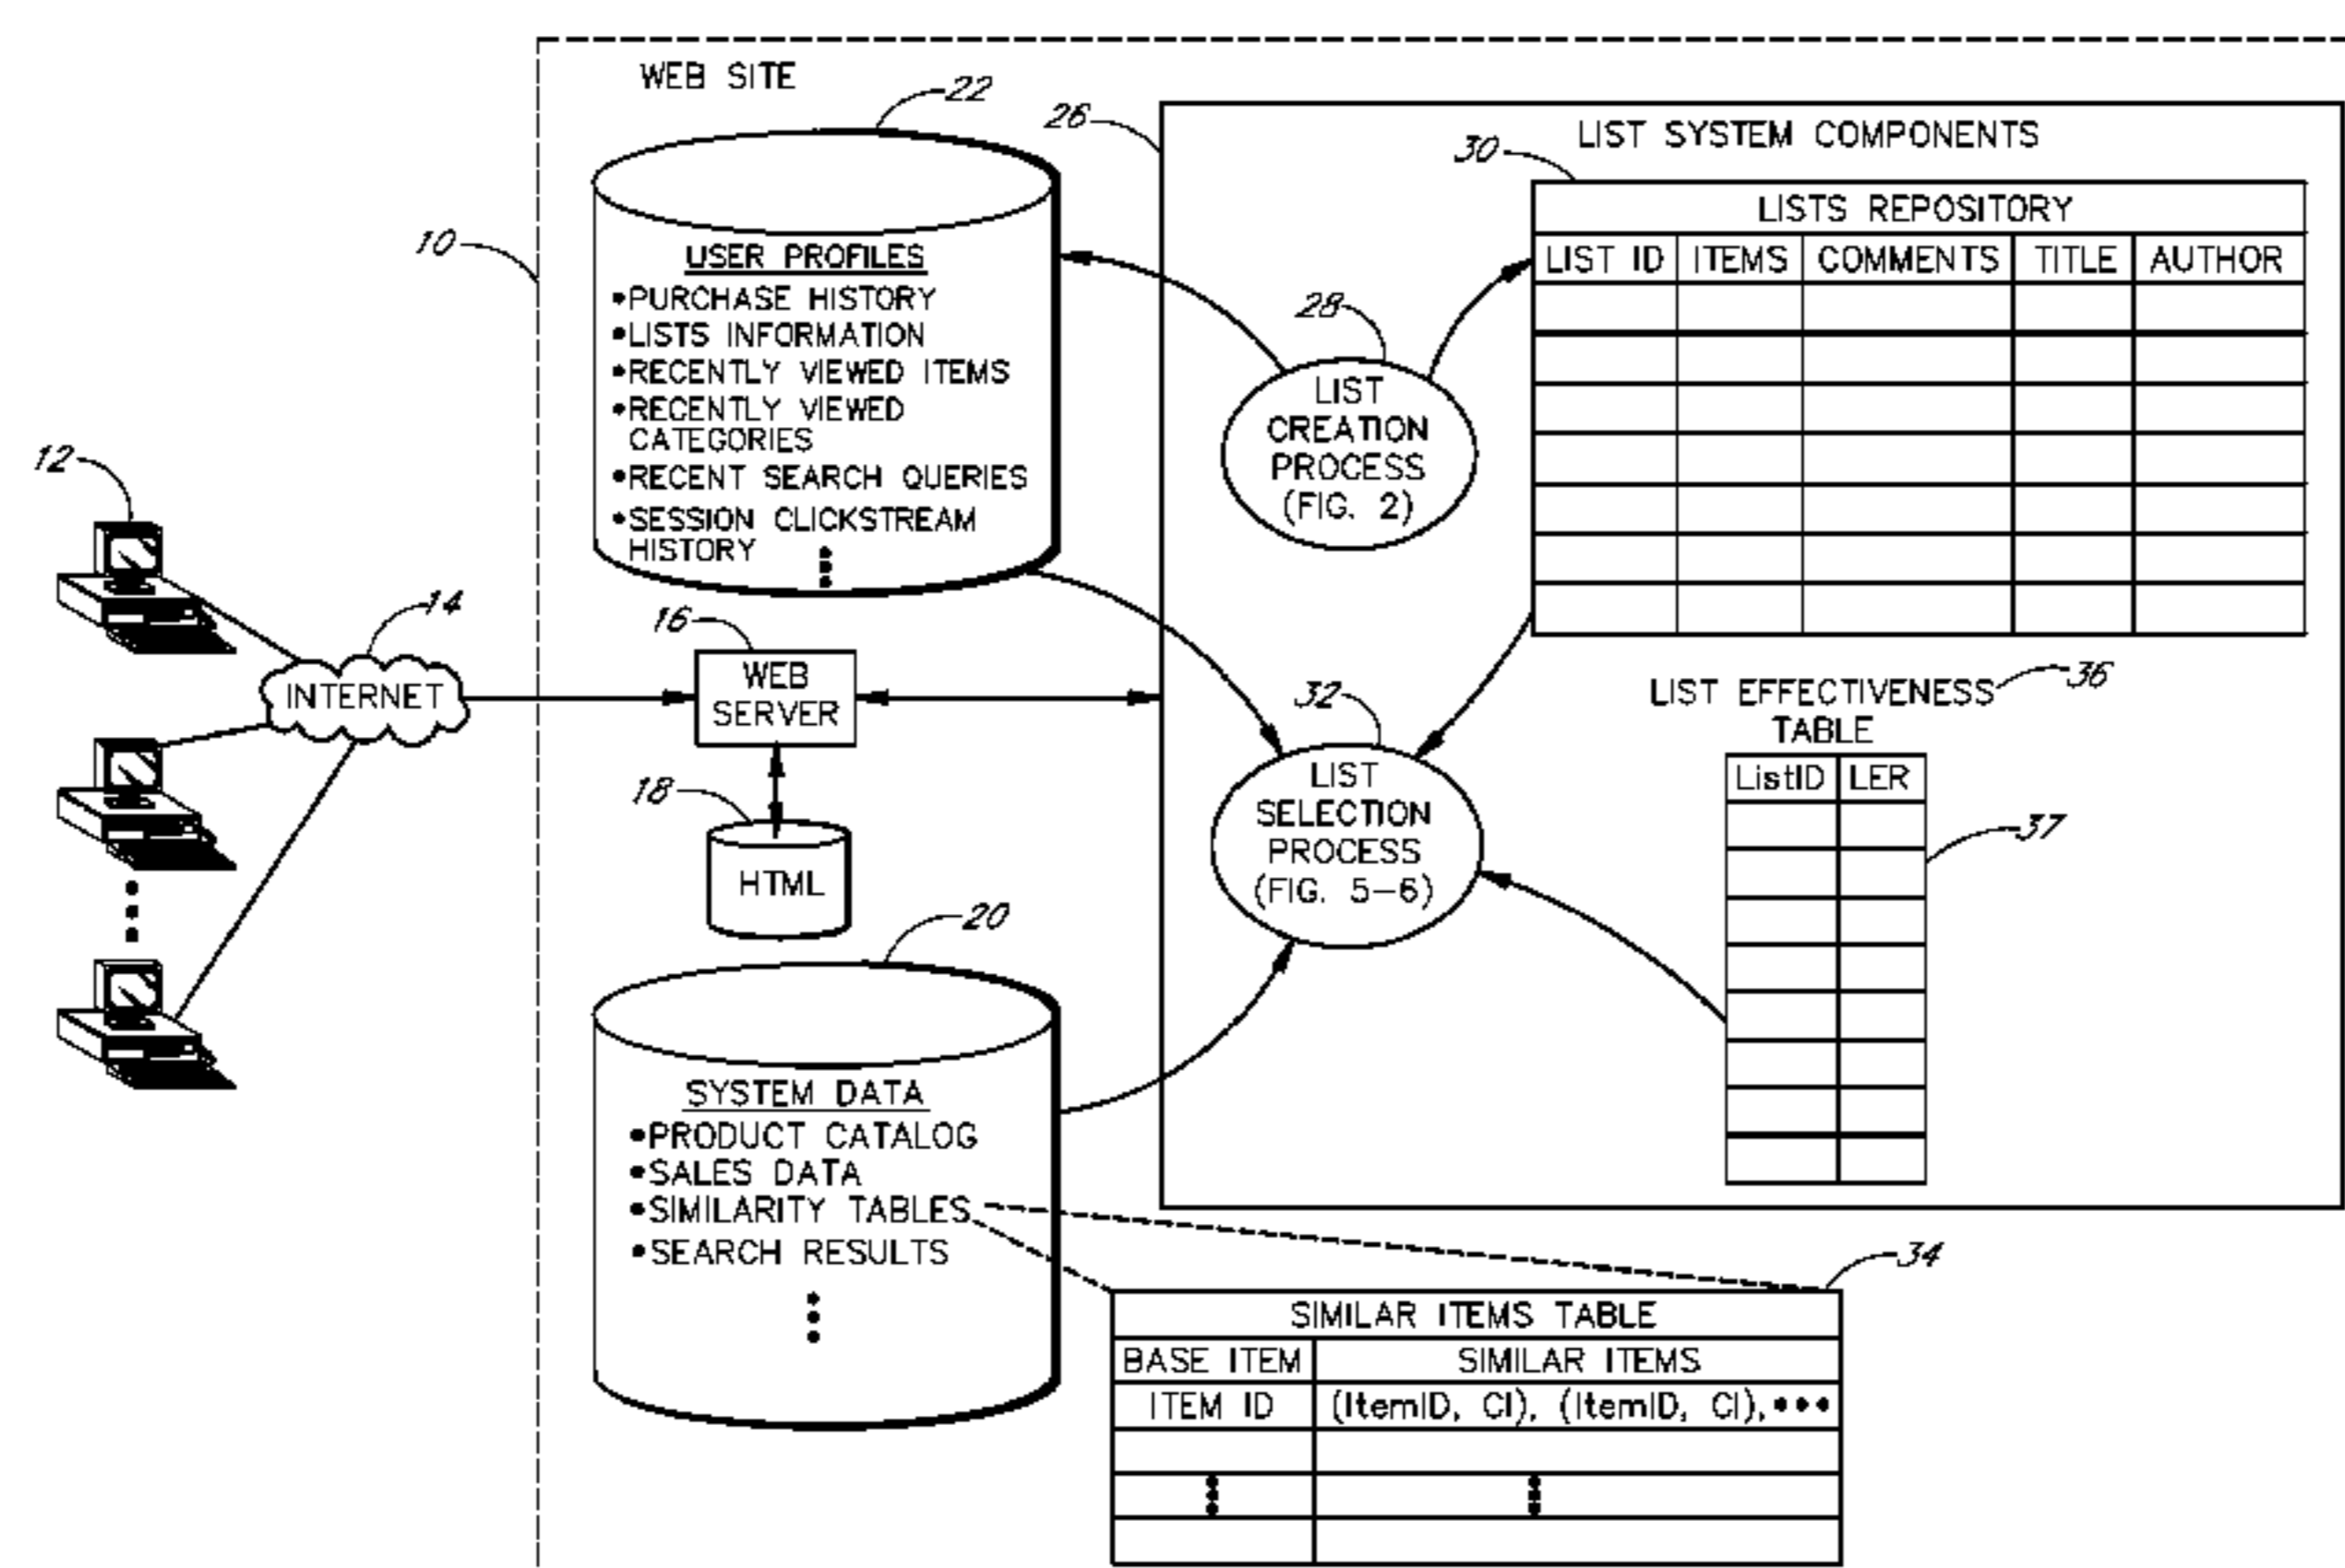 WEB SITE
22
26
LIST SYSTEM COMPONENTS
30
LISTS REPOSITORY
LIST ID ITEMS COMMENTS TITLE AUTHOR
10
USER PROFILES
•PURCHASE HISTORY
•LISTS INFORMATION
•RECENTLY VIEWED ITEMS
•RECENTLY VIEWED
CATEGORIES
•RECENT SEARCH QUERIES
•SESSION CLICKSTREAM
HISTORY
28
LIST
CREATION
PROCESS
(FIG. 2)
12
14
INTERNET
16
WEB
SERVER
18
HTML
32
LIST
SELECTION
PROCESS
(FIG. 5-6)
LIST EFFECTIVENESS 36
TABLE
ListID LER
37
20
SYSTEM DATA
•PRODUCT CATALOG
•SALES DATA
•SIMILARITY TABLES
•SEARCH RESULTS
34
SIMILAR ITEMS TABLE
BASE ITEM SIMILAR ITEMS
ITEM ID (ItemID, CI), (ItemID, CI), •••